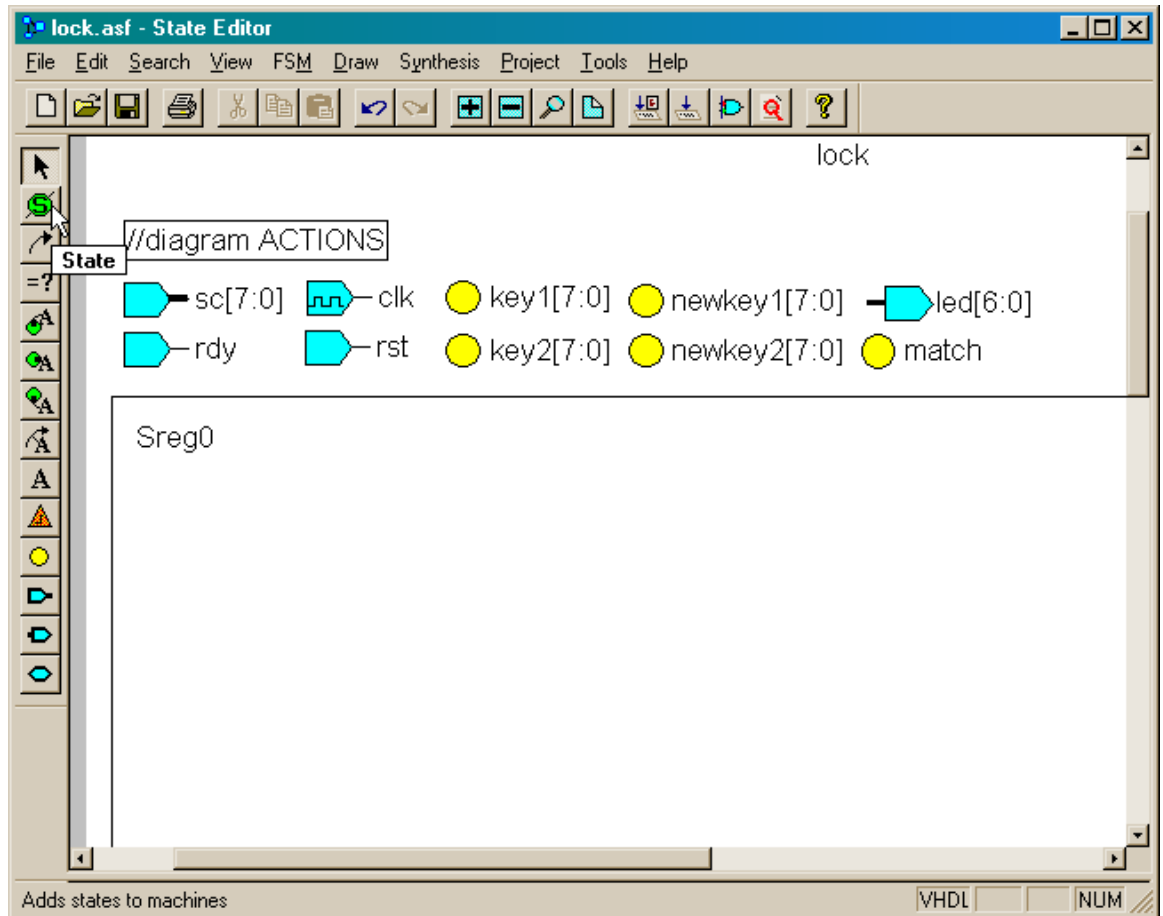 lock.asf - State Editor
File Edit Search View FSM Draw Synthesis Project Tools Help
lock
//diagram ACTIONS
State
sc[7:0] clk key1[7:0] newkey1[7:0] led[6:0]
rdy rst key2[7:0] newkey2[7:0] match
Sreg0
S
=?
A
A
A
A
A
Adds states to machines VHDL NUM